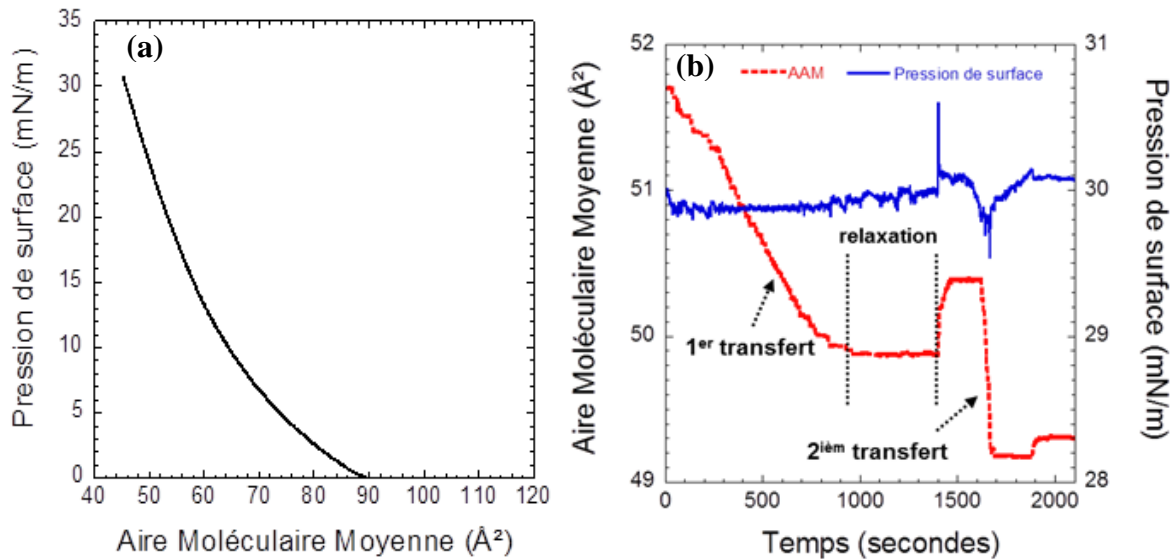 (a)
Pression de surface (mN/m)
35
30
25
20
15
10
5
0
40 50 60 70 80 90 100 110 120
Aire Moléculaire Moyenne (Å²)
(b)
AAM
Pression de surface
Aire Moléculaire Moyenne (Å²)
52
51
50
49
relaxation
1er transfert
2ièm transfert
31
30
29
28
Pression de surface (mN/m)
0 500 1000 1500 2000
Temps (secondes)